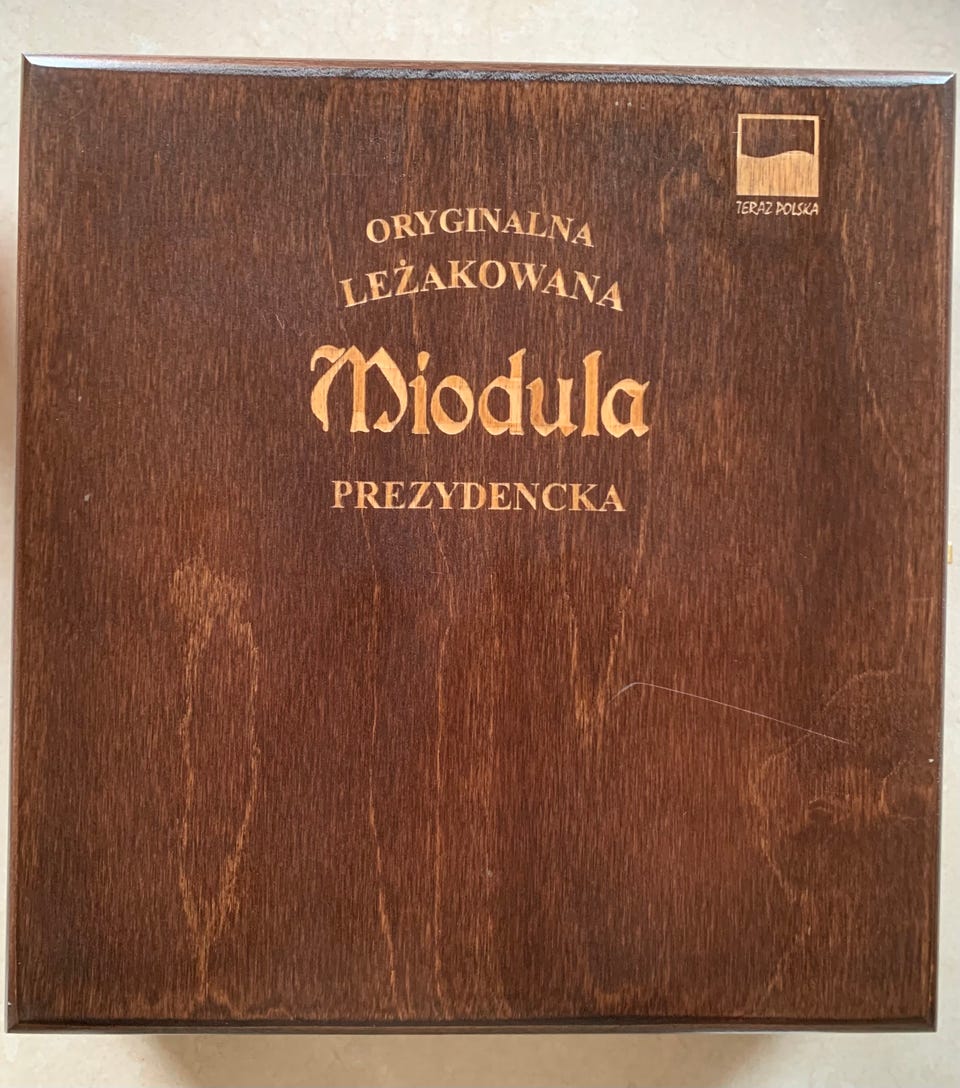 TERAZ POLSKA
ORYGINALNA
LEŻAKOWANA
Miodula
PREZYDENCKA